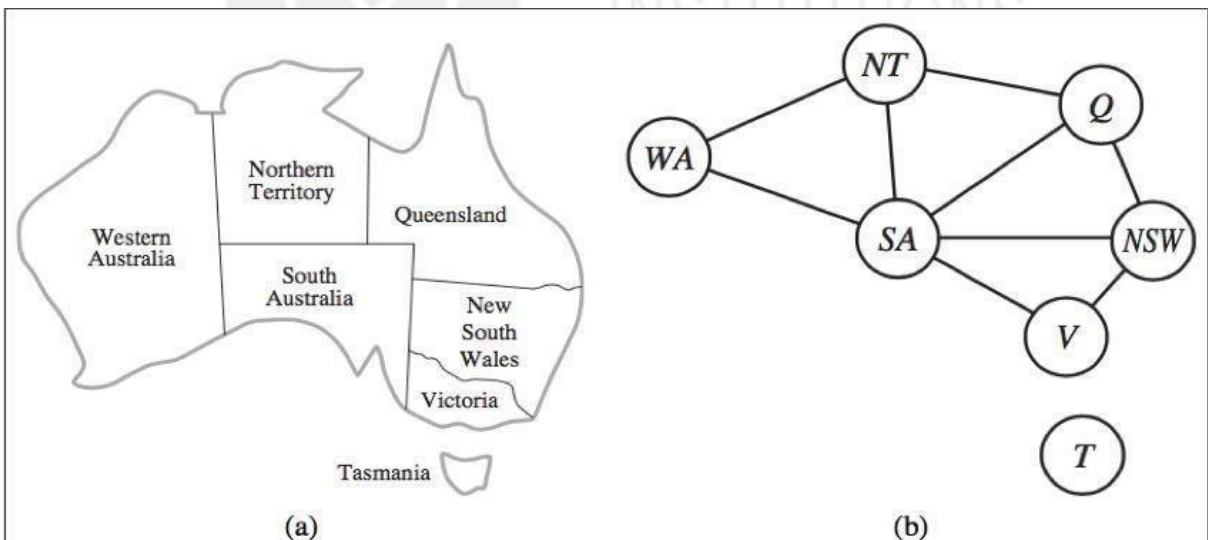 Northern
Territory
Western
Australia
Queensland
South
Australia
New
South
Wales
Victoria
Tasmania
(a)
NT
Q
WA
SA
NSW
V
T
(b)